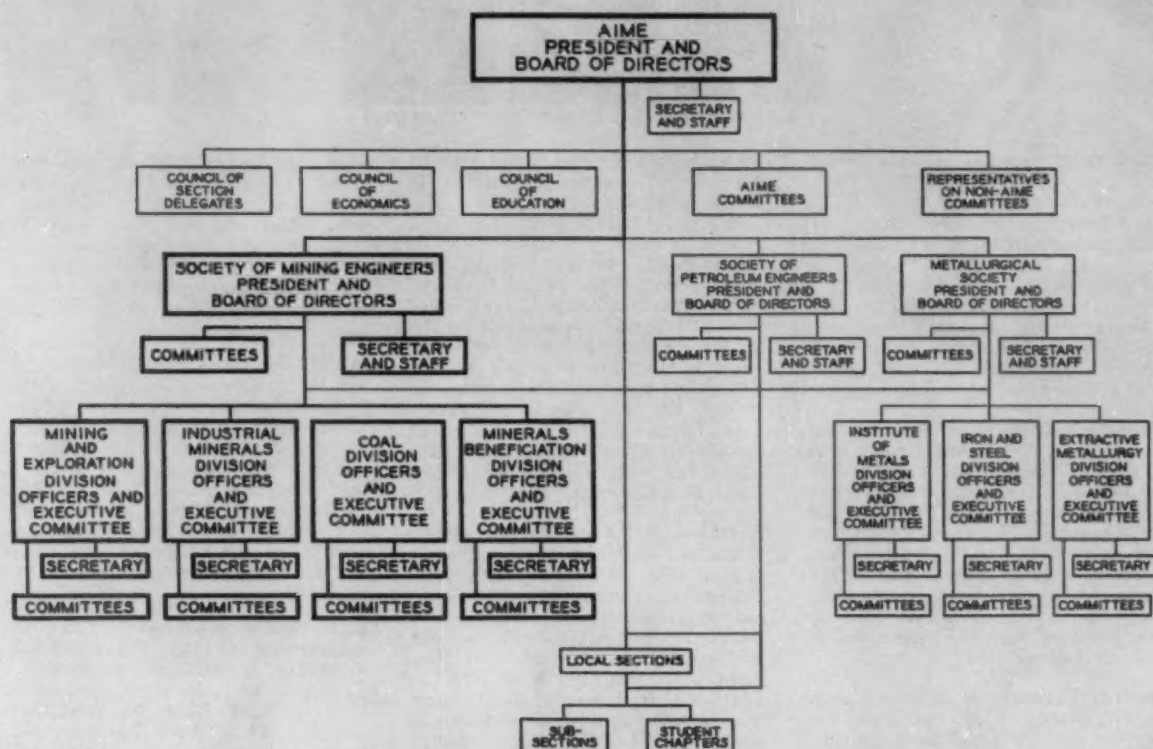 AIME
PRESIDENT AND
BOARD OF DIRECTORS
SECRETARY
AND STAFF
COUNCIL OF
SECTION
DELEGATES
COUNCIL
OF
ECONOMICS
COUNCIL
OF
EDUCATION
AIME
COMMITTEES
REPRESENTATIVES
ON NON-AIME
COMMITTEES
SOCIETY OF MINING ENGINEERS
PRESIDENT AND
BOARD OF DIRECTORS
SOCIETY OF
PETROLEUM ENGINEERS
PRESIDENT AND
BOARD OF DIRECTORS
METALLURGICAL
SOCIETY
PRESIDENT AND
BOARD OF DIRECTORS
COMMITTEES
SECRETARY
AND STAFF
COMMITTEES
SECRETARY
AND STAFF
COMMITTEES
SECRETARY
AND STAFF
MINING
AND
EXPLORATION
DIVISION
OFFICERS AND
EXECUTIVE
COMMITTEE
INDUSTRIAL
MINERALS
DIVISION
OFFICERS
AND
EXECUTIVE
COMMITTEE
COAL
DIVISION
OFFICERS
AND
EXECUTIVE
COMMITTEE
MINERALS
BENEFICIATION
DIVISION
OFFICERS
AND
EXECUTIVE
COMMITTEE
INSTITUTE
OF
METALS
DIVISION
OFFICERS
AND
EXECUTIVE
COMMITTEE
IRON AND
STEEL
DIVISION
OFFICERS
AND
EXECUTIVE
COMMITTEE
EXTRACTIVE
METALLURGY
DIVISION
OFFICERS
AND
EXECUTIVE
COMMITTEE
SECRETARY
SECRETARY
SECRETARY
SECRETARY
SECRETARY
SECRETARY
SECRETARY
COMMITTEES
COMMITTEES
COMMITTEES
COMMITTEES
COMMITTEES
COMMITTEES
COMMITTEES
LOCAL SECTIONS
SUB-
SECTIONS
STUDENT
CHAPTERS